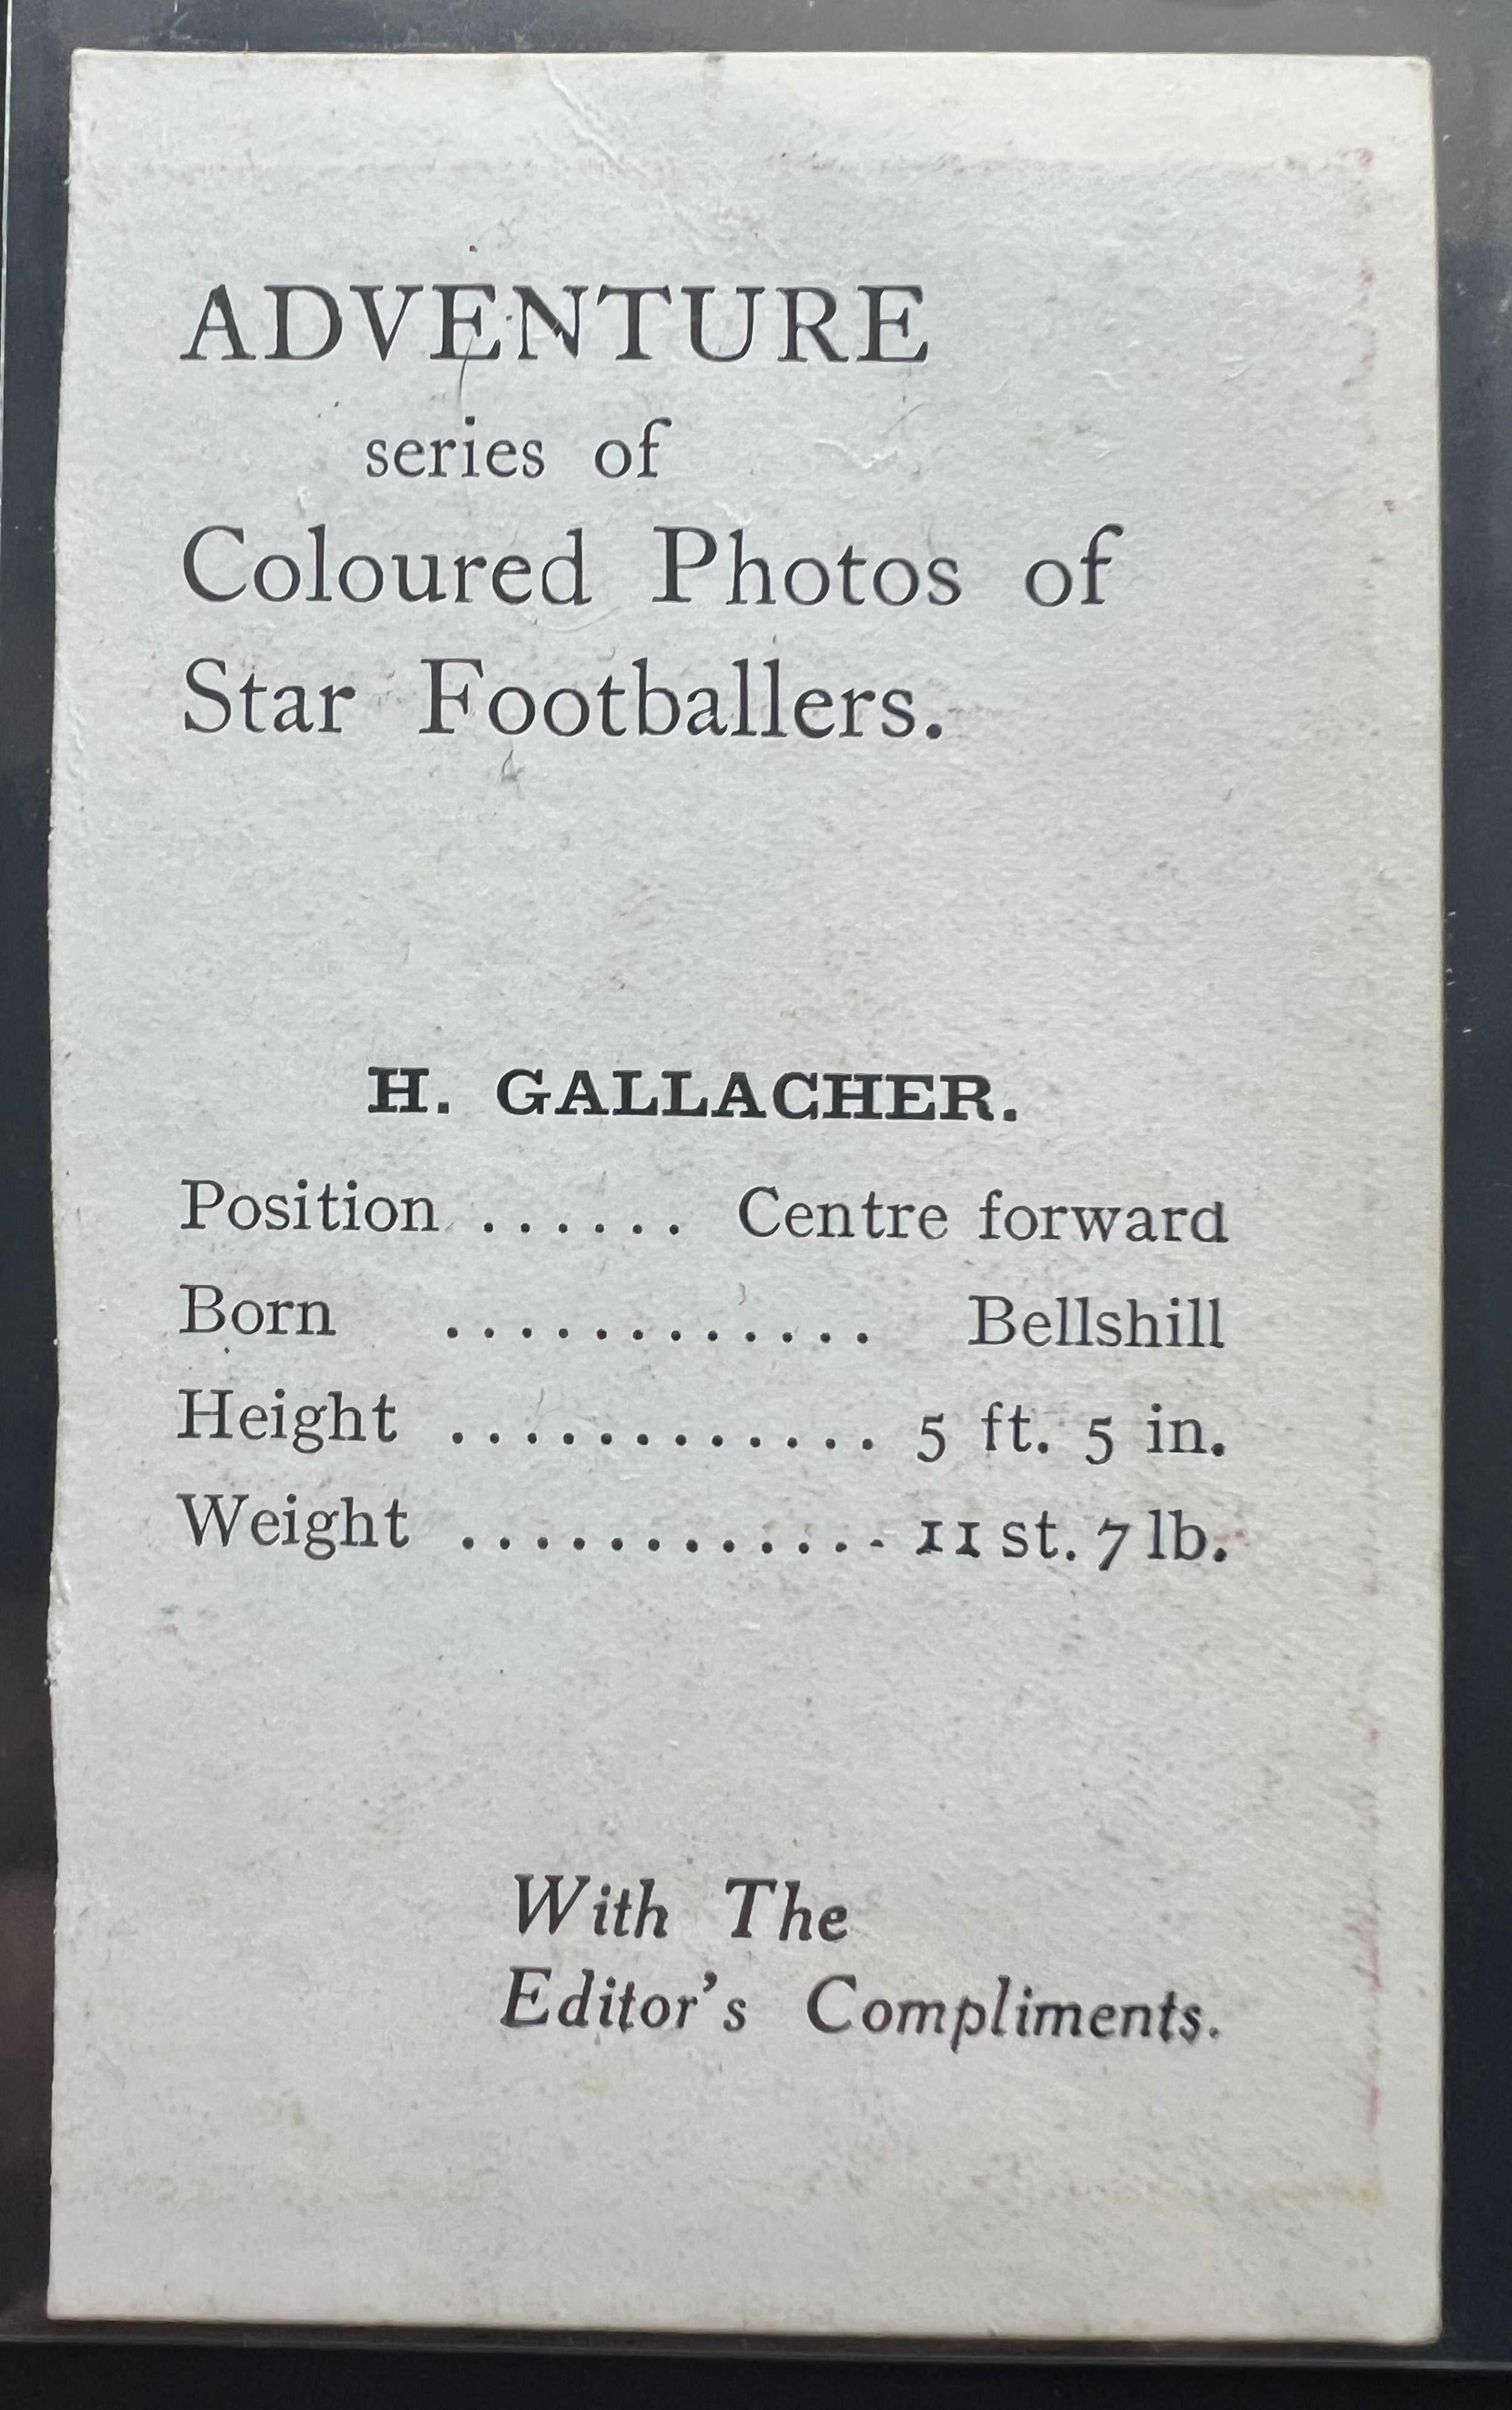 ADVENTURE
series of
Coloured Photos of
Star Footballers.
H. GALLACHER.
Position ...... Centre forward
Born ............ Bellshill
Height ............ 5 ft. 5 in.
Weight ............ 11 st. 7 lb.
With The
Editor's Compliments.